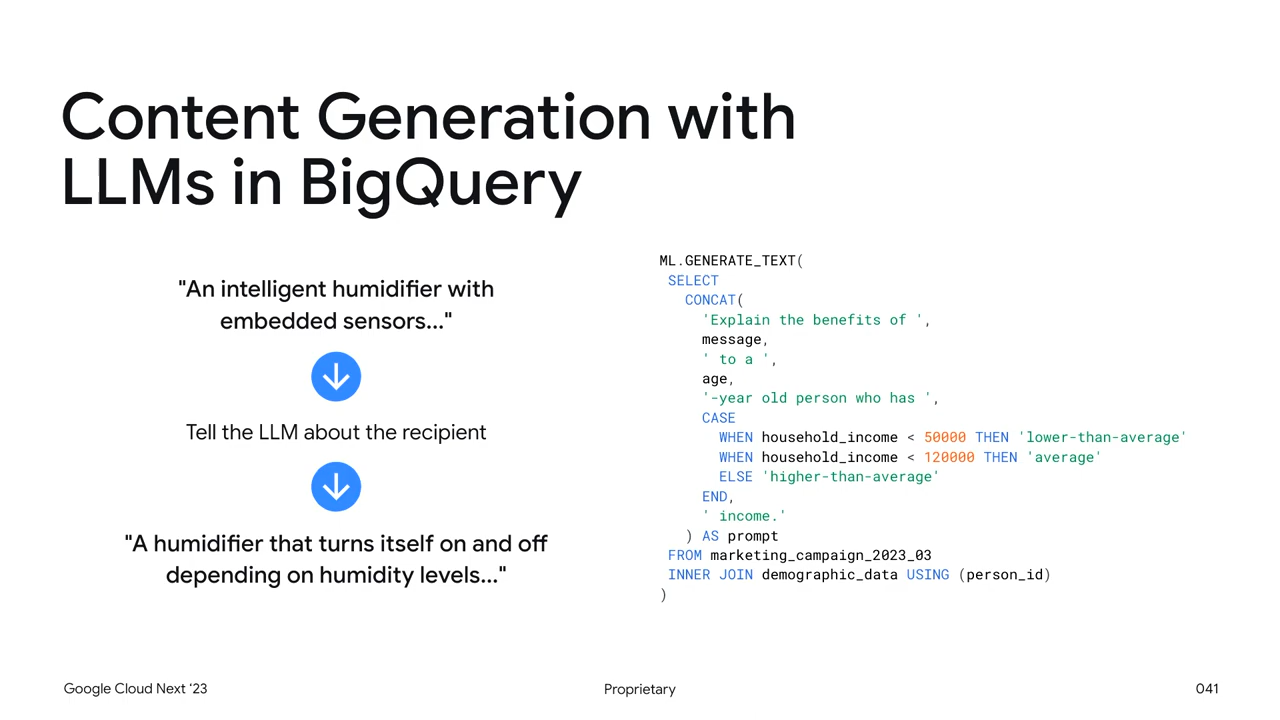 Content Generation with
LLMs in BigQuery
"An intelligent humidifier with
embedded sensors..."
Tell the LLM about the recipient
"A humidifier that turns itself on and off
depending on humidity levels..."
ML.GENERATE_TEXT(
SELECT
CONCAT(
'Explain the benefits of ',
message,
' to a ',
age,
'-year old person who has ',
CASE
WHEN household_income < 50000 THEN 'lower-than-average'
WHEN household_income < 120000 THEN 'average'
ELSE 'higher-than-average'
END,
' income.'
) AS prompt
FROM marketing_campaign_2023_03
INNER JOIN demographic_data USING (person_id)
)
Google Cloud Next ‘23
Proprietary
041